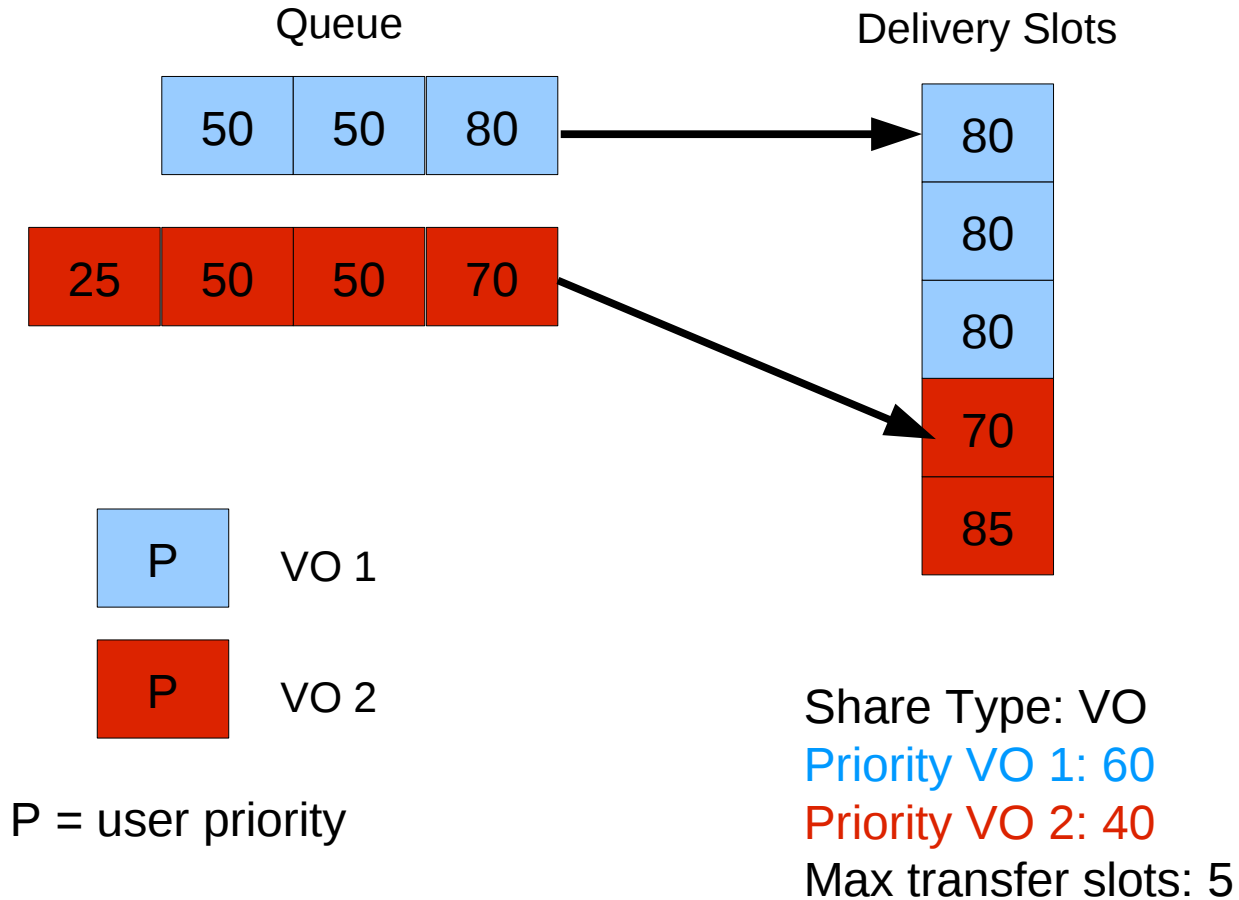 Queue
Delivery Slots
50 50 80
80
80
80
25 50 50 70
70
85
P VO 1
P VO 2
P = user priority
Share Type: VO
Priority VO 1: 60
Priority VO 2: 40
Max transfer slots: 5